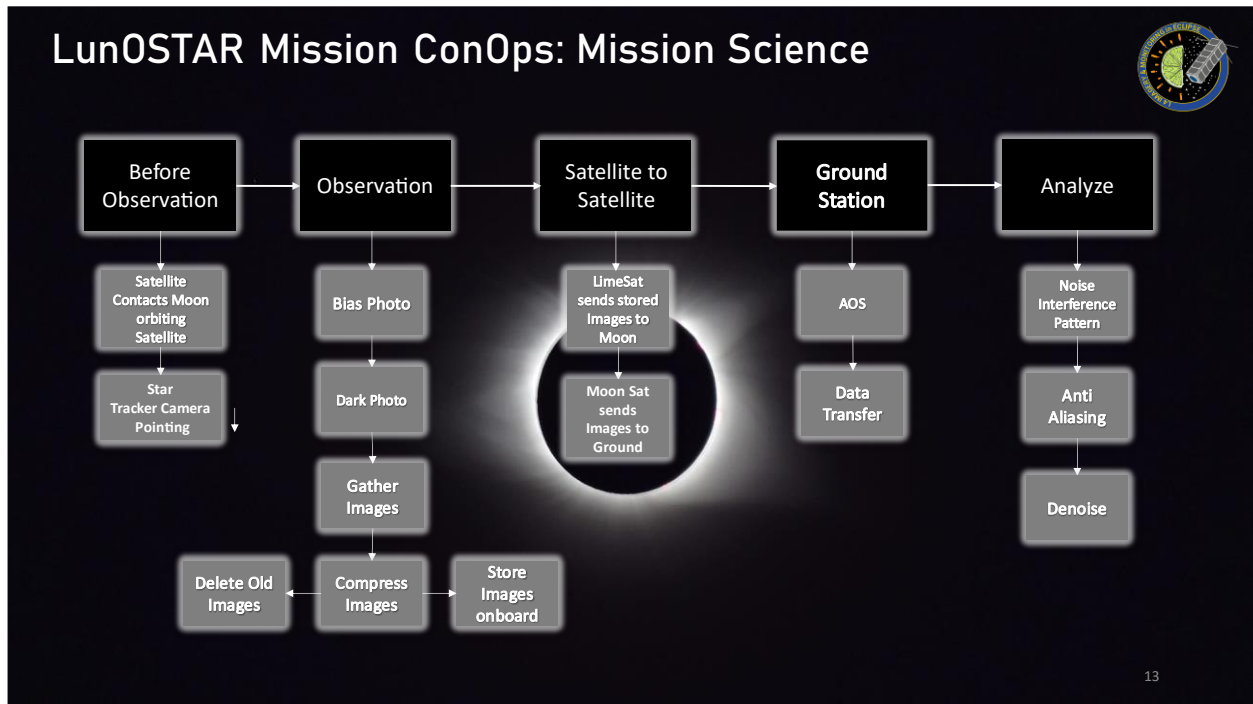 LunOSTAR Mission ConOps: Mission Science
Before
Observation
Observation
Satellite to
Satellite
Ground
Station
Analyze
Satellite
Contacts Moon
orbiting
Satellite
Star
Tracker Camera
Pointing
Bias Photo
Dark Photo
Gather
Images
Compress
Images
Delete Old
Images
Store
Images
onboard
LimeSat
sends stored
Images to
Moon
Moon Sat
sends
Images to
Ground
AOS
Data
Transfer
Noise
Interference
Pattern
Anti
Aliasing
Denoise
13